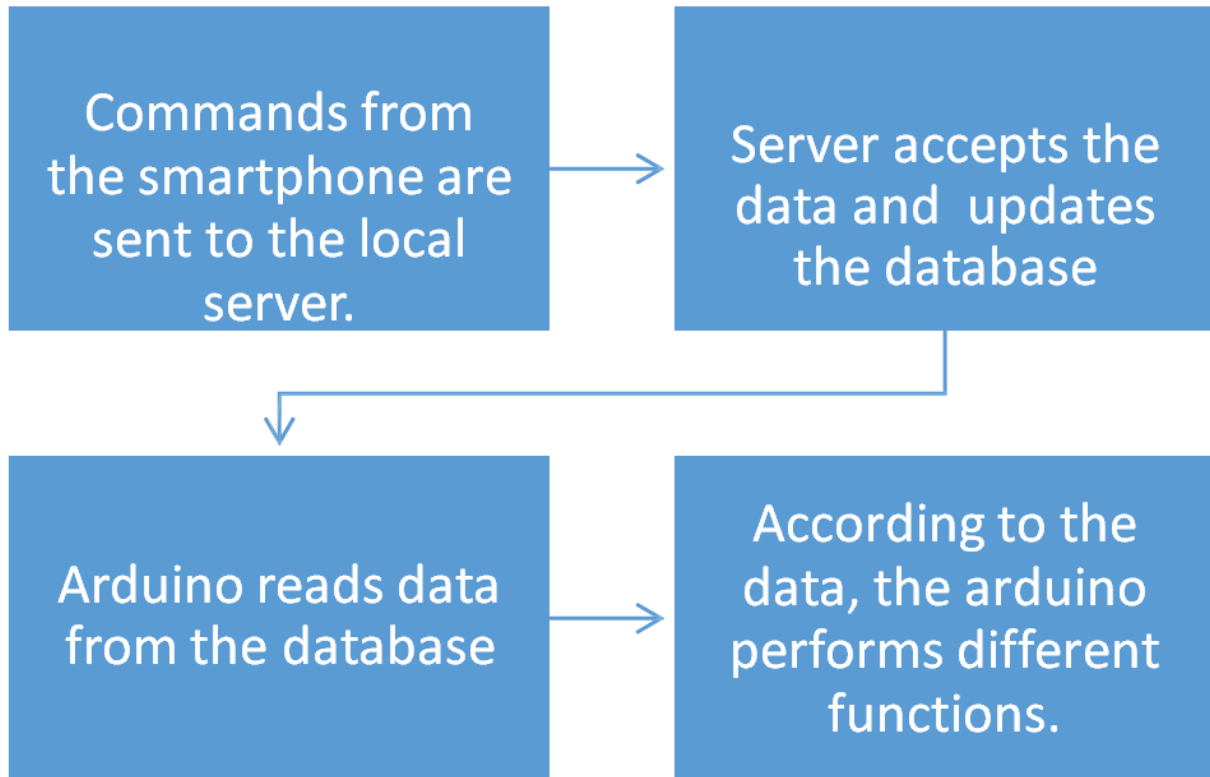 Commands from
the smartphone are
sent to the local
server.
Server accepts the
data and  updates
the database
Arduino reads data
from the database
According to the
data, the arduino
performs different
functions.